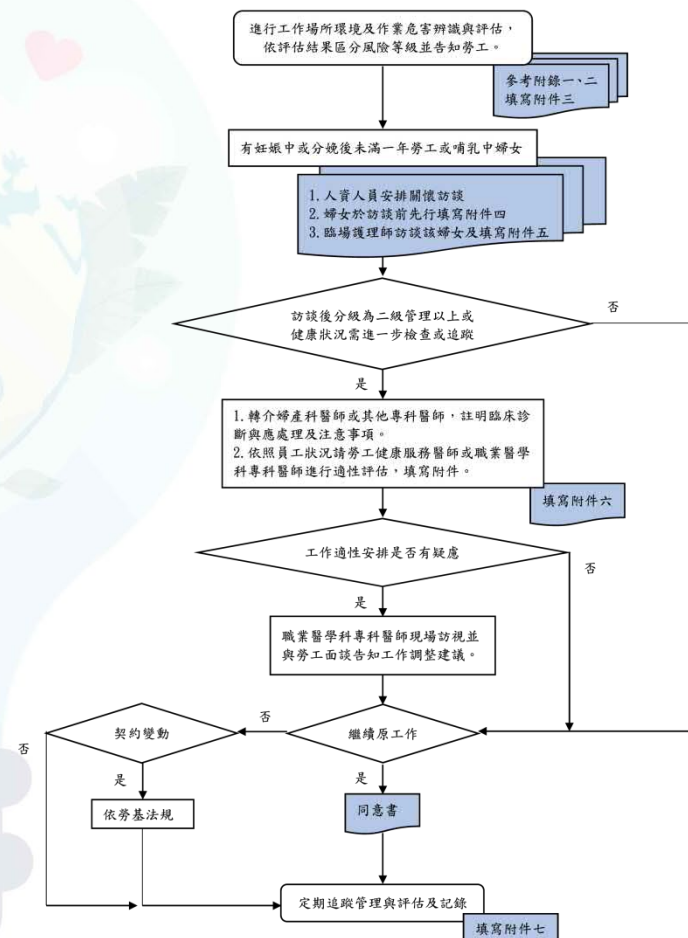 進行工作場所環境及作業危害辨識與評估，
依評估結果區分風險等級並告知勞工。
參考附錄一、二
填寫附件三
有妊娠中或分娩後未滿一年勞工或哺乳中婦女
1. 人資人員安排關懷訪談
2. 婦女於訪談前先行填寫附件四
3. 臨場護理師訪談該婦女及填寫附件五
訪談後分級為二級管理以上或
健康狀況需進一步檢查或追蹤
否
是
1. 轉介婦產科醫師或其他專科醫師，註明臨床診
斷與應處理及注意事項。
2. 依照員工狀況請勞工健康服務醫師或職業醫學
科專科醫師進行適性評估，填寫附件。
填寫附件六
工作適性安排是否有疑慮
否
是
職業醫學科專科醫師現場訪視並
與勞工面談告知工作調整建議。
繼續原工作
否
契約變動
否
是
是
依勞基法規
同意書
定期追蹤管理與評估及記錄
填寫附件七